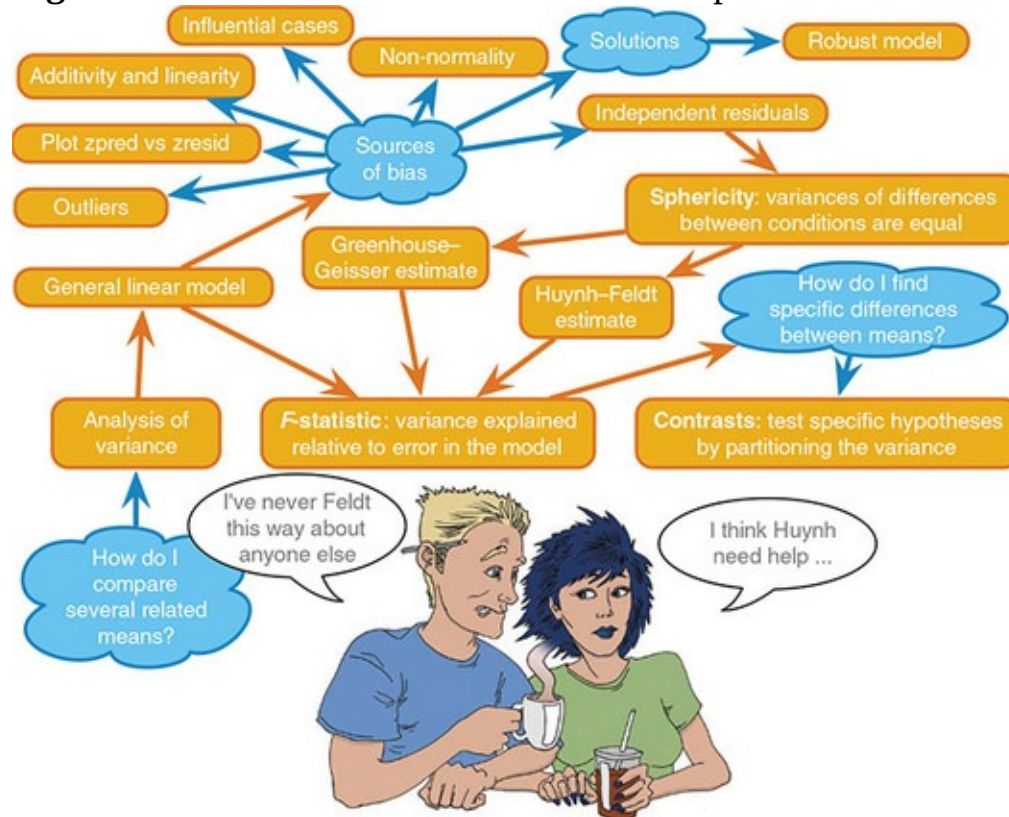 Influential cases
Solutions
Robust model
Non-normality
Additivity and linearity
Independent residuals
Plot zpred vs zresid
Sources
of bias
Outliers
Sphericity: variances of differences
between conditions are equal
Greenhouse–
Geisser estimate
General linear model
Huynh–Feldt
estimate
How do I find
specific differences
between means?
Analysis of
variance
F-statistic: variance explained
relative to error in the model
Contrasts: test specific hypotheses
by partitioning the variance
I've never Feldt
this way about
anyone else
I think Huynh
need help ...
How do I
compare
several related
means?